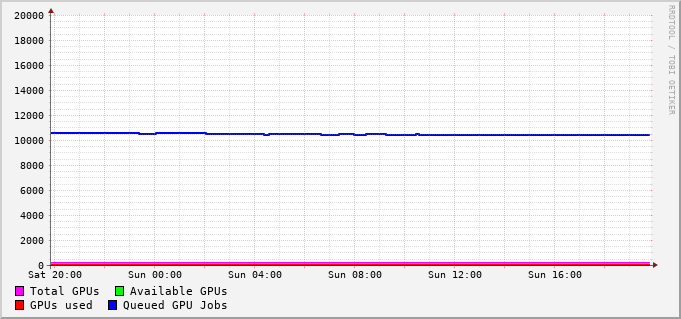 20000
18000
16000
14000
12000
10000
8000
6000
4000
2000
0
Sat 20:00 Sun 00:00 Sun 04:00 Sun 08:00 Sun 12:00 Sun 16:00
Total GPUs Available GPUs
GPUs used Queued GPU Jobs
RRDTOOL / TOBI OETIKER